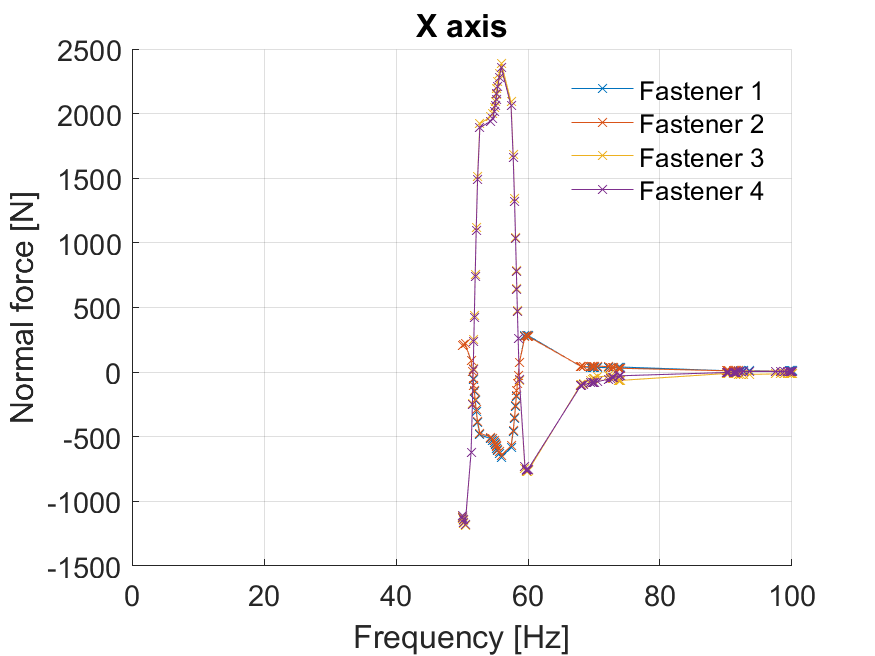 X axis
2500
2000
1500
1000
500
0
-500
-1000
-1500
Normal force [N]
Fastener 1
Fastener 2
Fastener 3
Fastener 4
0 20 40 60 80 100
Frequency [Hz]